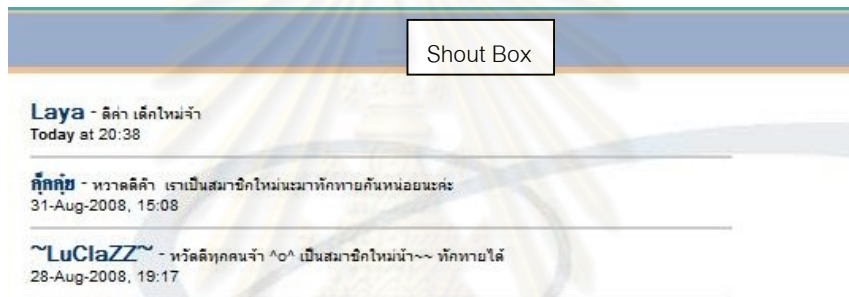 Shout Box
Laya - ดีค่า เด็กใหม่จ้า
Today at 20:38
กุ๊กกุ๋ย - หวาดดีค๊า เราเป็นสมาชิกใหม่นะมาทักทายกันหน่อยนะค่ะ
31-Aug-2008, 15:08
~LuClaZZ~ - หวัดดีทุกคนจ้า ^o^ เป็นสมาชิกใหม่น้า~~ ทักทายได้
28-Aug-2008, 19:17